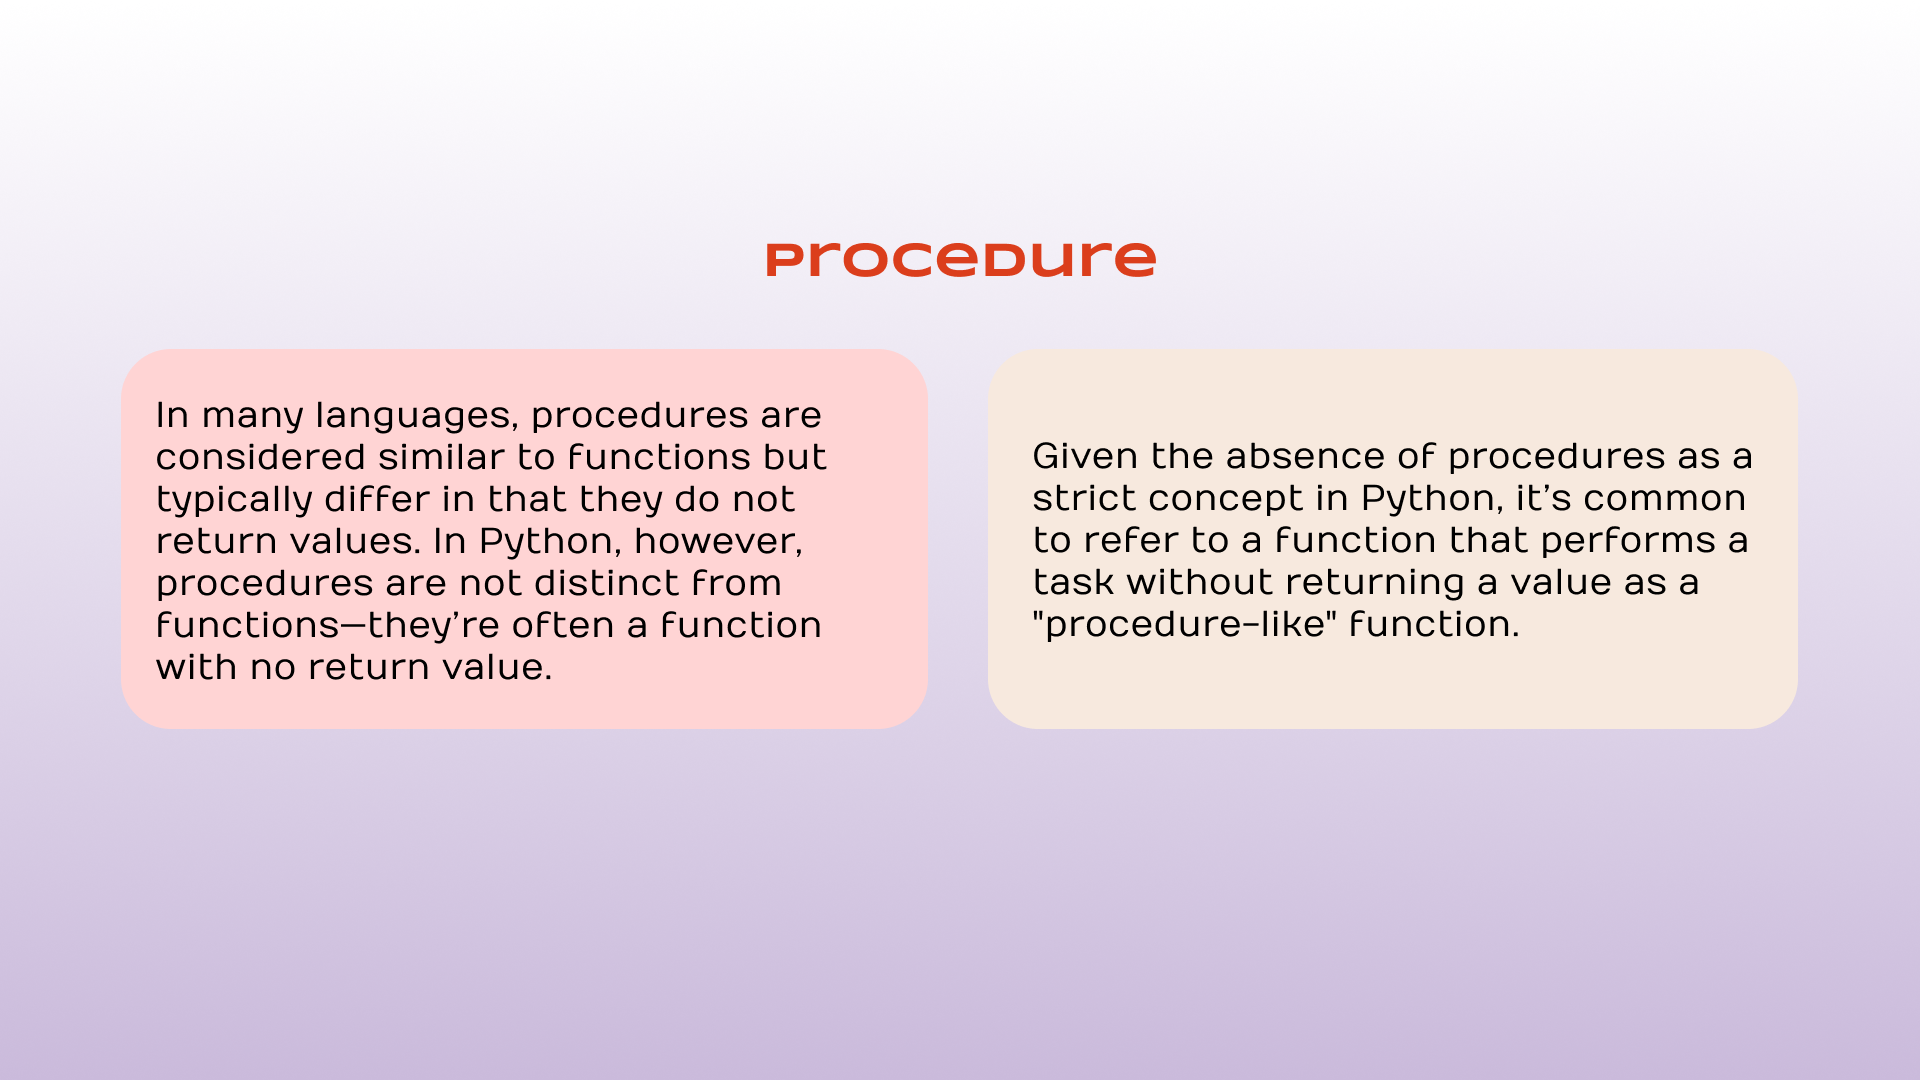 Procedure
In many languages, procedures are
considered similar to functions but
typically differ in that they do not
return values. In Python, however,
procedures are not distinct from
functions—they’re often a function
with no return value.
Given the absence of procedures as a
strict concept in Python, it’s common
to refer to a function that performs a
task without returning a value as a
"procedure-like" function.